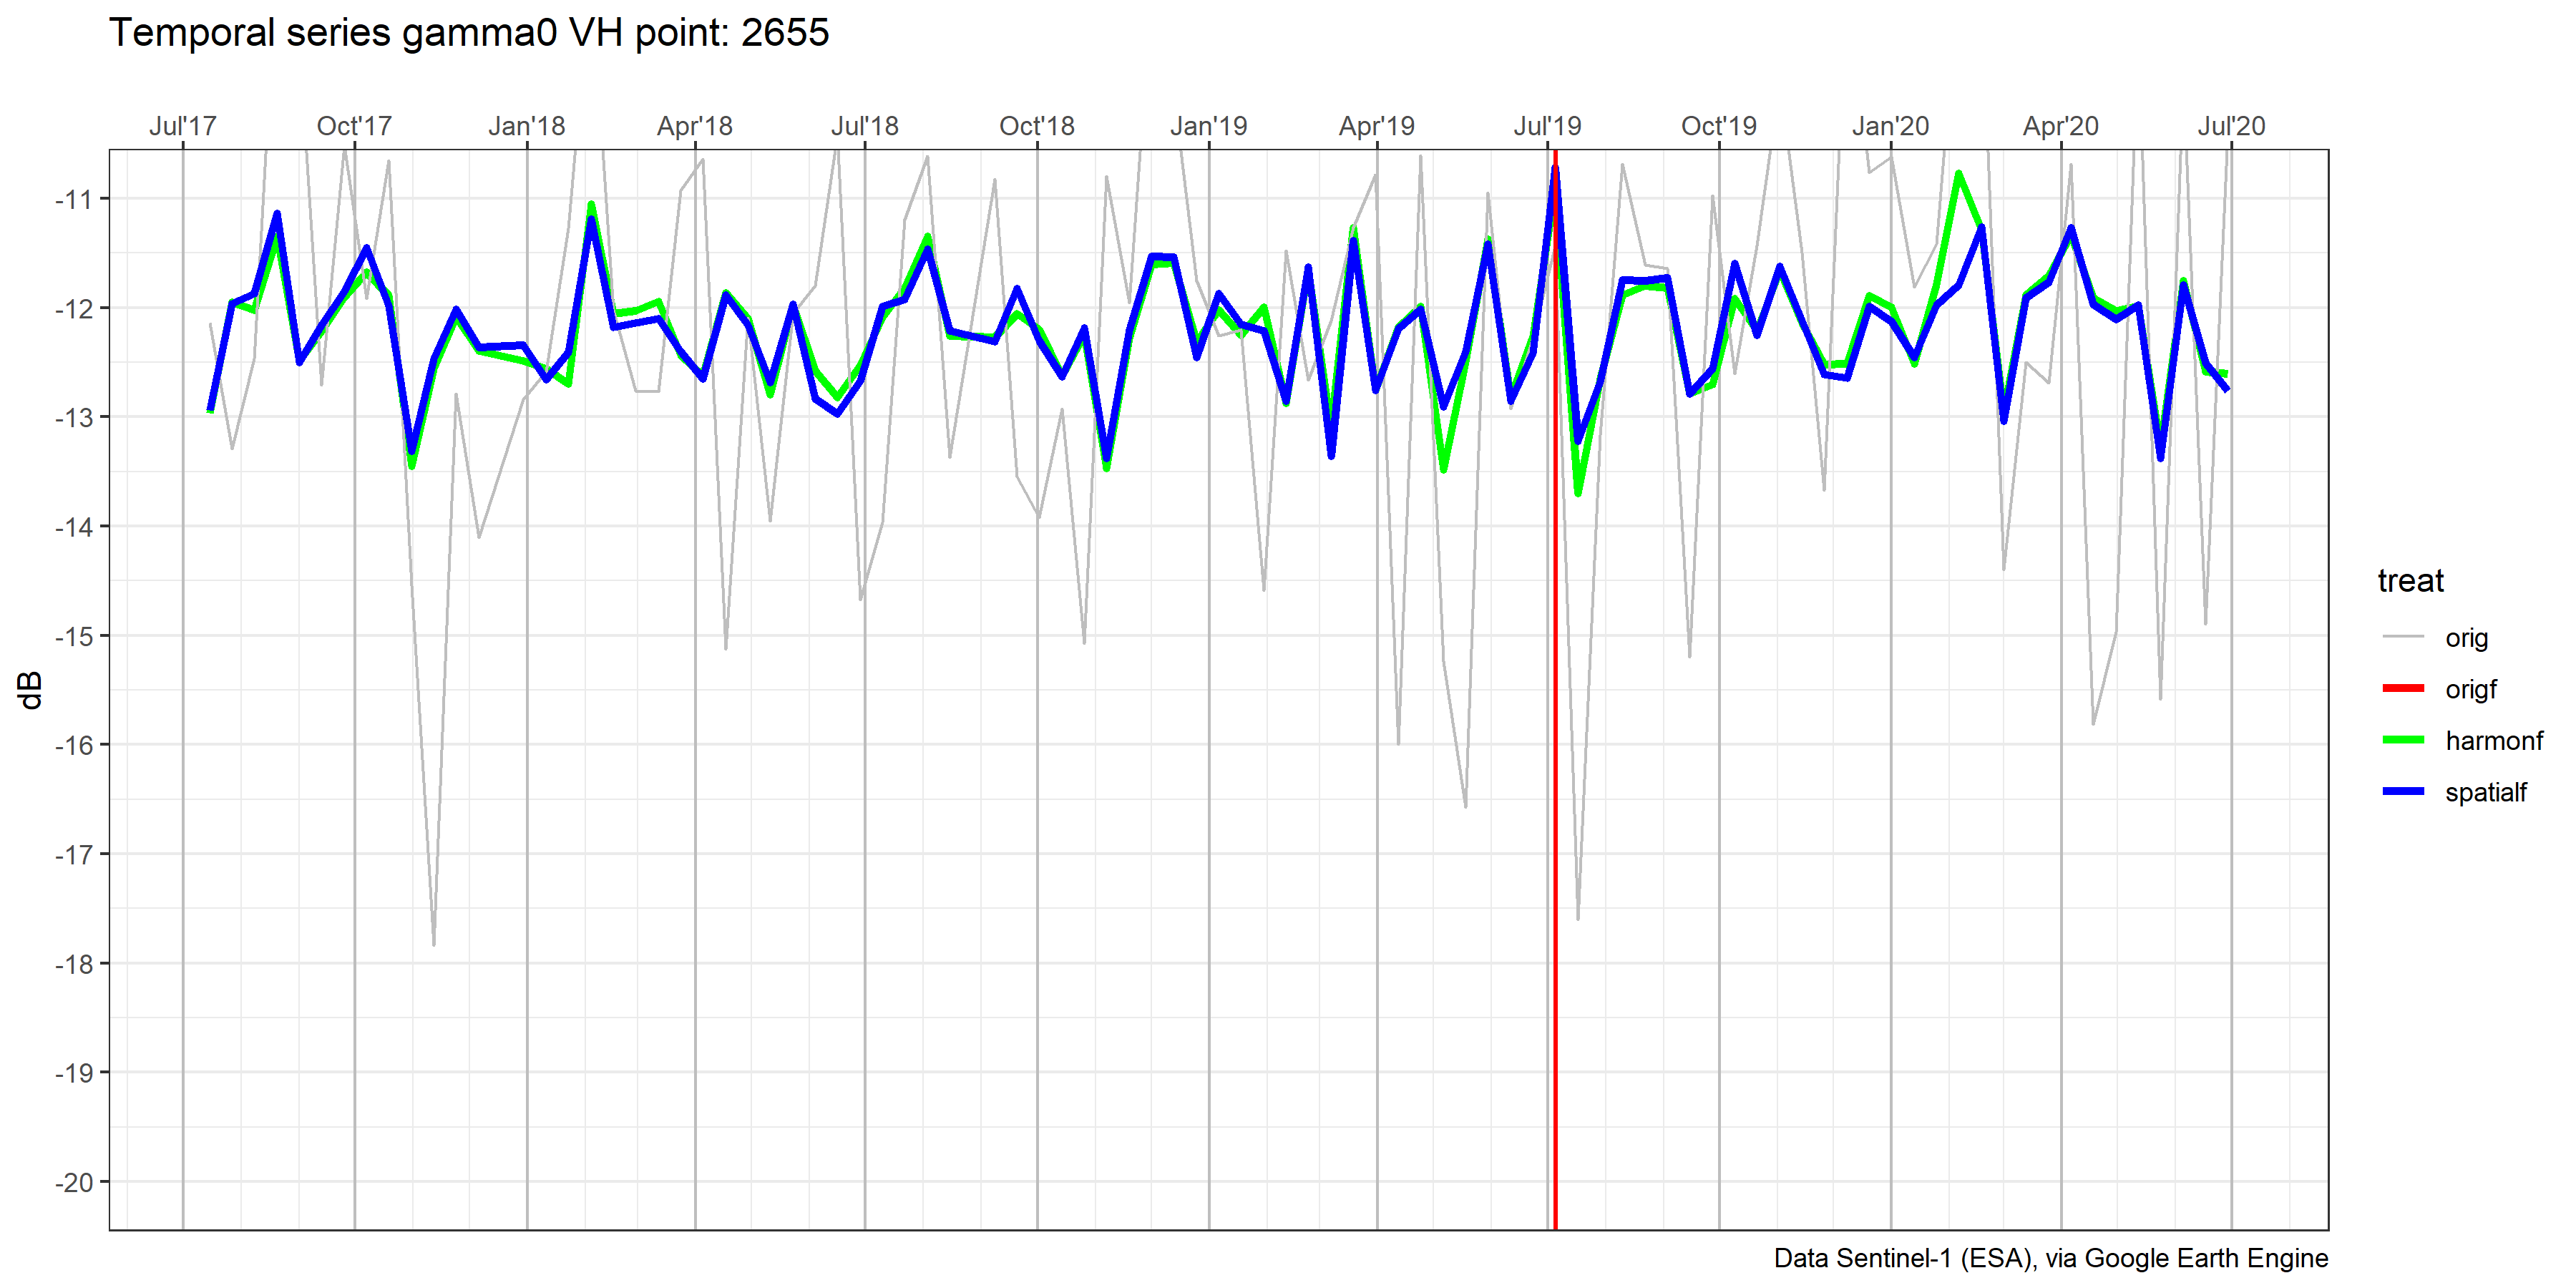 Temporal series gamma0 VH point: 2655
Jul'17 Oct'17 Jan'18 Apr'18 Jul'18 Oct'18 Jan'19 Apr'19 Jul'19 Oct'19 Jan'20 Apr'20 Jul'20
-11
-12
-13
-14
-15
-16
-17
-18
-19
-20
dB
treat
orig
origf
harmonf
spatialf
Data Sentinel-1 (ESA), via Google Earth Engine